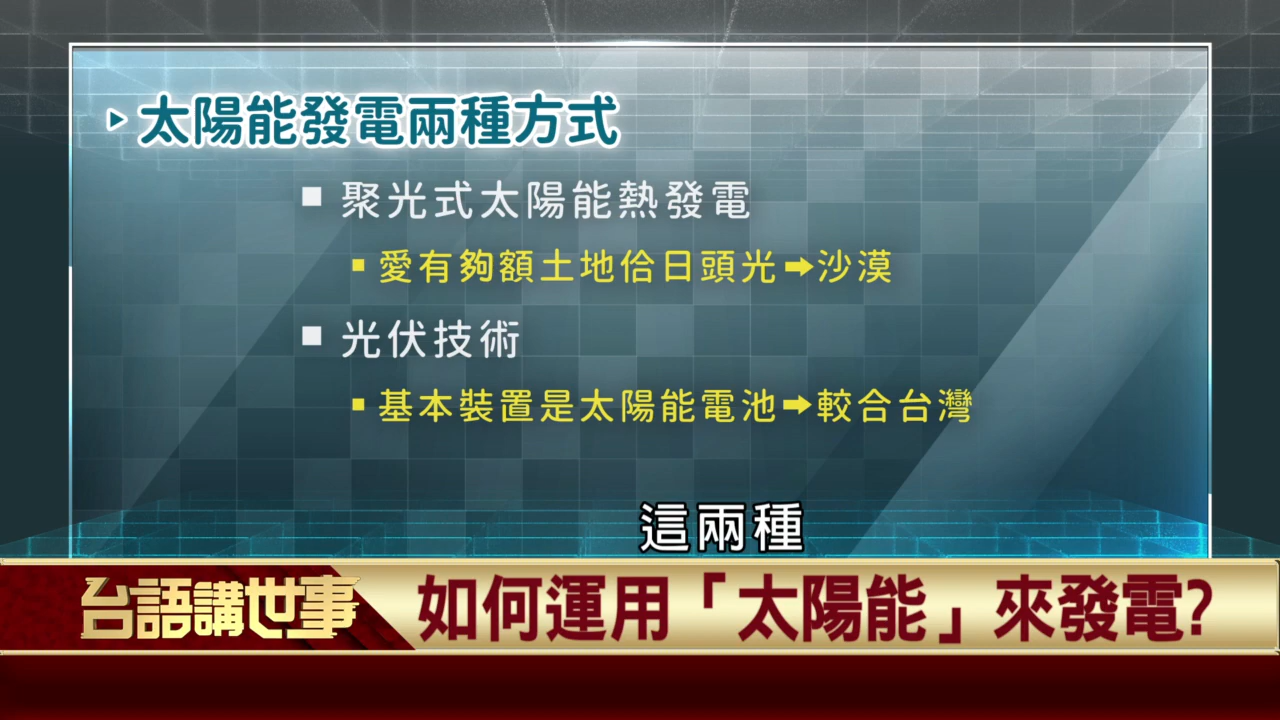 太陽能發電兩種方式
聚光式太陽能熱發電
愛有夠額土地佮日頭光➡沙漠
光伏技術
基本裝置是太陽能電池➡較合台灣
這兩種
台語講世事
如何運用「太陽能」來發電?